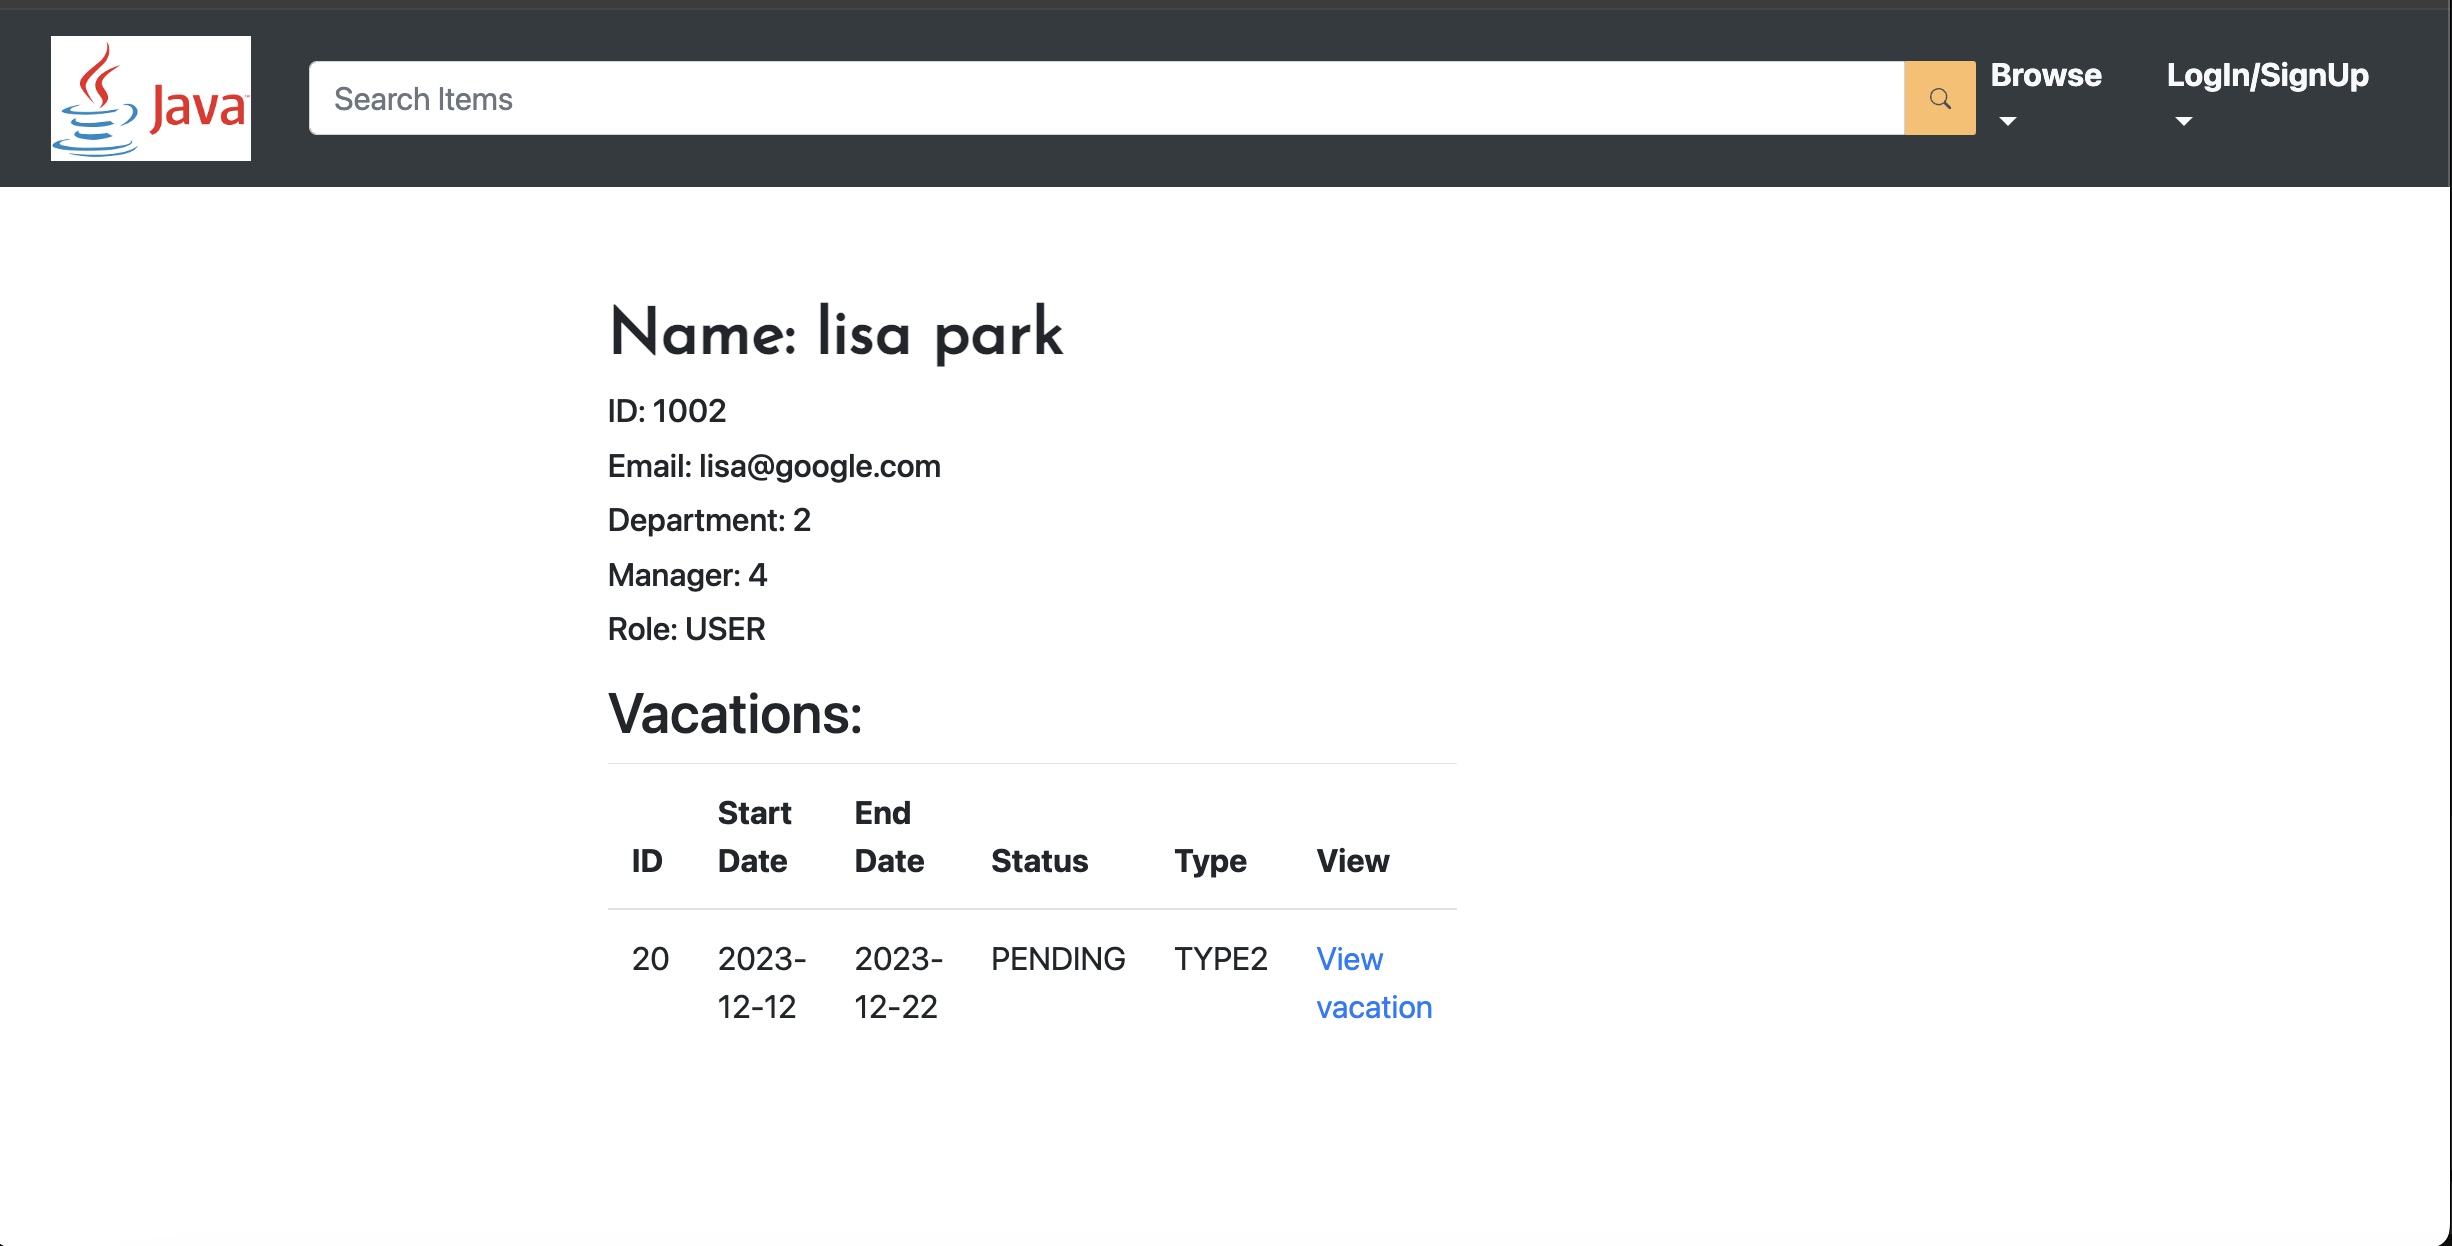 Java
Search Items
Browse
LogIn/SignUp
Name: lisa park
ID: 1002
Email: lisa@google.com
Department: 2
Manager: 4
Role: USER
Vacations:
ID Start Date End Date Status Type View
20 2023-12-12 2023-12-22 PENDING TYPE2 View vacation